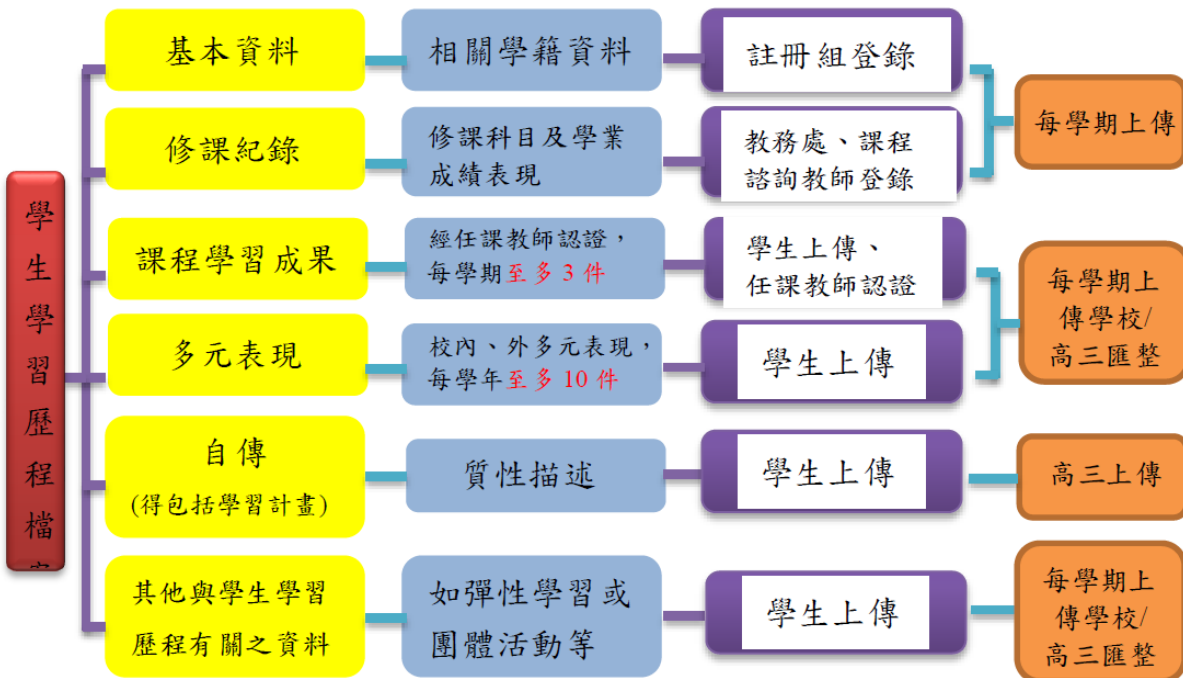 學生學習歷程檔
基本資料
相關學籍資料
註冊組登錄
每學期上傳
修課紀錄
修課科目及學業
成績表現
教務處、課程
諮詢教師登錄
課程學習成果
經任課教師認證，
每學期至多 3 件
學生上傳、
任課教師認證
每學期上
傳學校/
高三匯整
多元表現
校內、外多元表現，
每學年至多 10 件
學生上傳
自傳
(得包括學習計畫)
質性描述
學生上傳
高三上傳
其他與學生學習
歷程有關之資料
如彈性學習或
團體活動等
學生上傳
每學期上
傳學校/
高三匯整